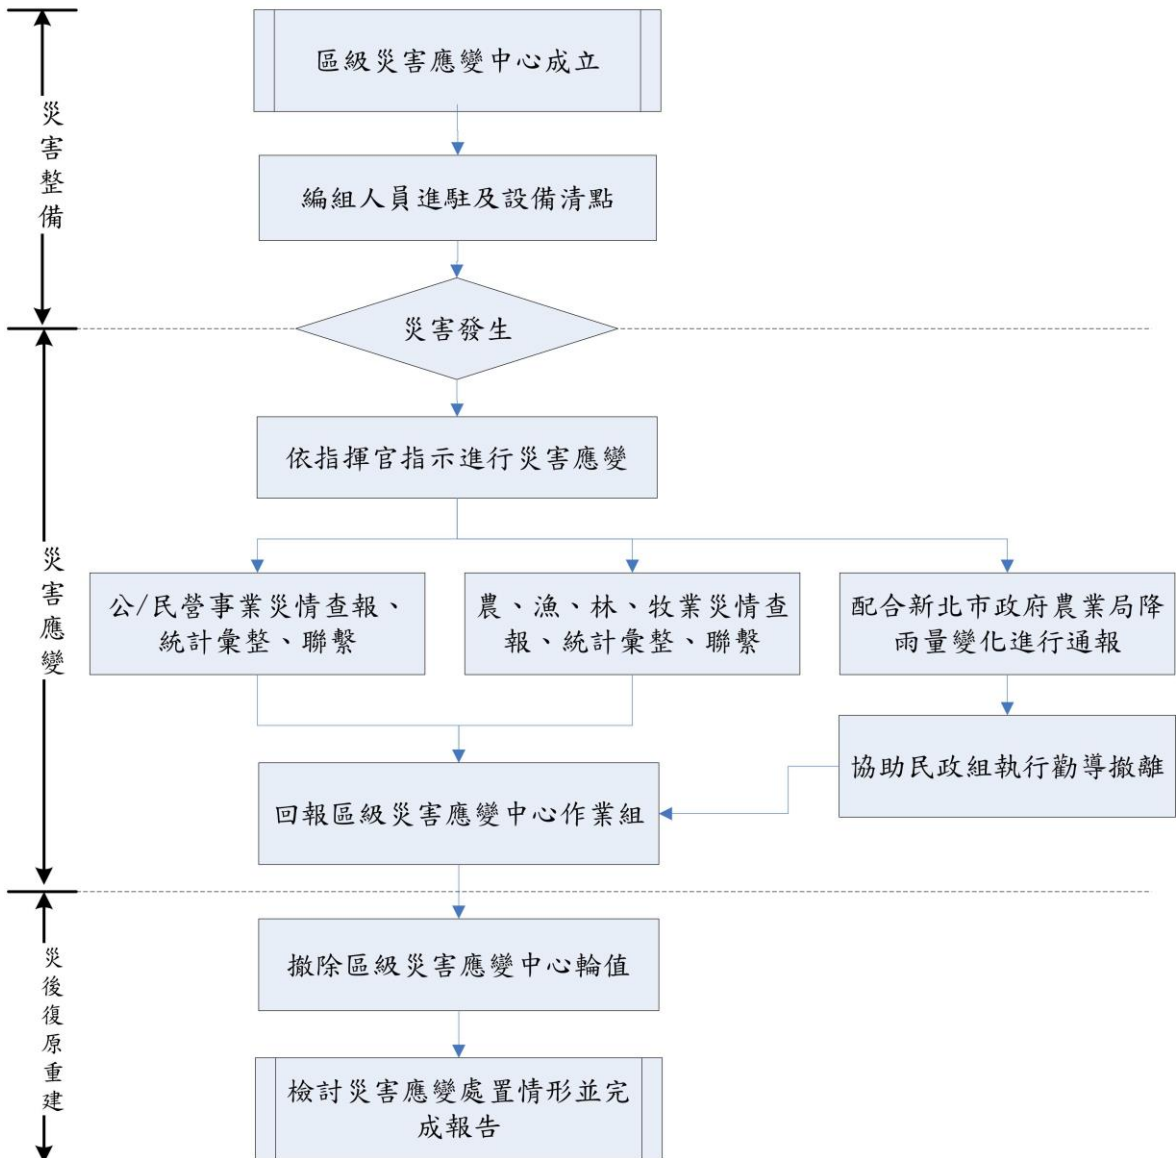 區級災害應變中心成立
災害整備
編組人員進駐及設備清點
災害發生
災害應變
依指揮官指示進行災害應變
公/民營事業災情查報、
統計彙整、聯繫
農、漁、林、牧業災情查
報、統計彙整、聯繫
配合新北市政府農業局降
雨量變化進行通報
協助民政組執行勸導撤離
回報區級災害應變中心作業組
災後復原重建
撤除區級災害應變中心輪值
檢討災害應變處置情形並完
成報告